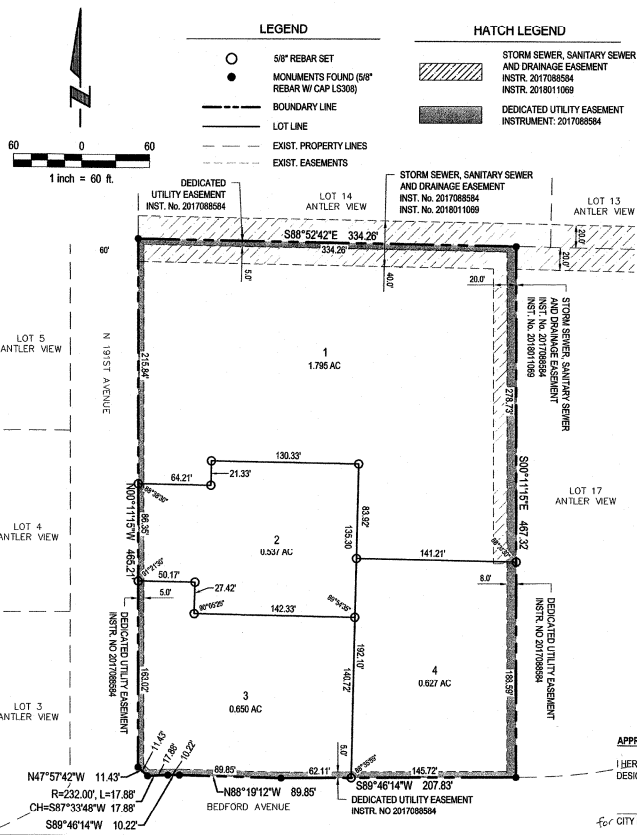 LEGEND
5/8" REBAR SET
MONUMENTS FOUND (5/8"
REBAR W/ CAP LS308)
BOUNDARY LINE
LOT LINE
EXIST. PROPERTY LINES
EXIST. EASEMENTS
HATCH LEGEND
STORM SEWER, SANITARY SEWER
AND DRAINAGE EASEMENT
INSTR. 2017088584
INSTR. 2018011069
DEDICATED UTILITY EASEMENT
INSTRUMENT: 2017088584
N
60 0 60
1 inch = 60 ft.
DEDICATED
UTILITY EASEMENT
INST. No. 2017088584
LOT 14
ANTLER VIEW
STORM SEWER, SANITARY SEWER
AND DRAINAGE EASEMENT
INST. No. 2017088584
INST. No. 2018011069
LOT 13
ANTLER VIEW
S88°52'42"E 334.26'
334.26'
60'
5.0'
40.0'
20.0'
20.0'
20.0'
STORM SEWER, SANITARY SEWER
AND DRAINAGE EASEMENT
INST. No. 2017088584
INST. No. 2018011069
LOT 5
ANTLER VIEW
N 191ST AVENUE
215.84'
1
1.795 AC
278.73'
S00°11'15"E 467.32
LOT 17
ANTLER VIEW
130.33'
21.33'
64.21'
N00°11'15"W 465.21
86.35'
83.92'
135.30
2
0.537 AC
141.21'
LOT 4
ANTLER VIEW
50.17'
27.42'
5.0'
142.33'
8.0'
DEDICATED UTILITY EASEMENT
INSTR. NO 2017088584
DEDICATED UTILITY EASEMENT
INSTR. NO 2017088584
192.10'
140.72'
163.02'
188.59'
3
0.650 AC
4
0.627 AC
LOT 3
ANTLER VIEW
11.43'
17.88'
10.22'
89.85'
62.11'
5.0'
145.72'
N47°57'42"W 11.43'
R=232.00', L=17.88'
CH=S87°33'48"W 17.88'
S89°46'14"W 10.22'
N88°19'12"W 89.85'
BEDFORD AVENUE
S89°46'14"W 207.83'
DEDICATED UTILITY EASEMENT
INSTR. NO 2017088584
APPR
I HER
DESIG
for CITY